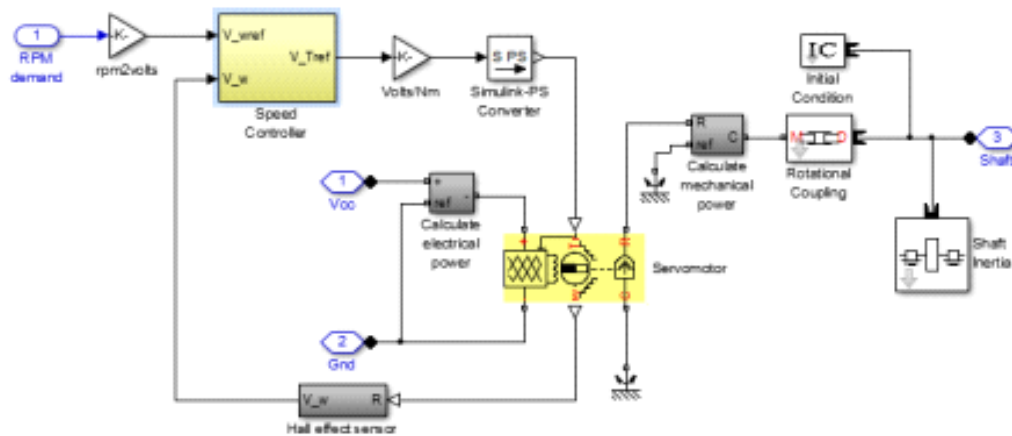 1
RPM
demand
-K-
rpm2volts
V_wref
V_w
V_Tref
Speed
Controller
-K-
Volts/Nm
S PS
Simulink-PS
Converter
IC
Initial
Condition
R
ref
C
Calculate
mechanical
power
M
D
Rotational
Coupling
3
Shaft
Shaft
Inertia
1
Vcc
+
ref
-
Calculate
electrical
power
+
Servomotor
2
Gnd
V_w
R
Hall effect sensor